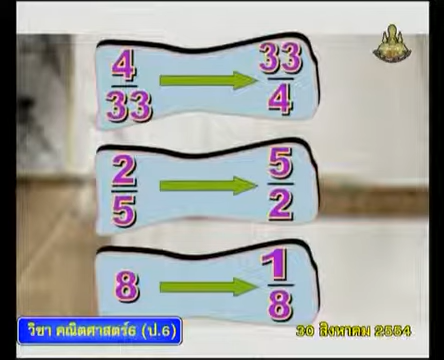 4/33 → 33/4
2/5 → 5/2
8 → 1/8
วิชา คณิตศาสตร์6 (ป.6)
30 สิงหาคม 2554